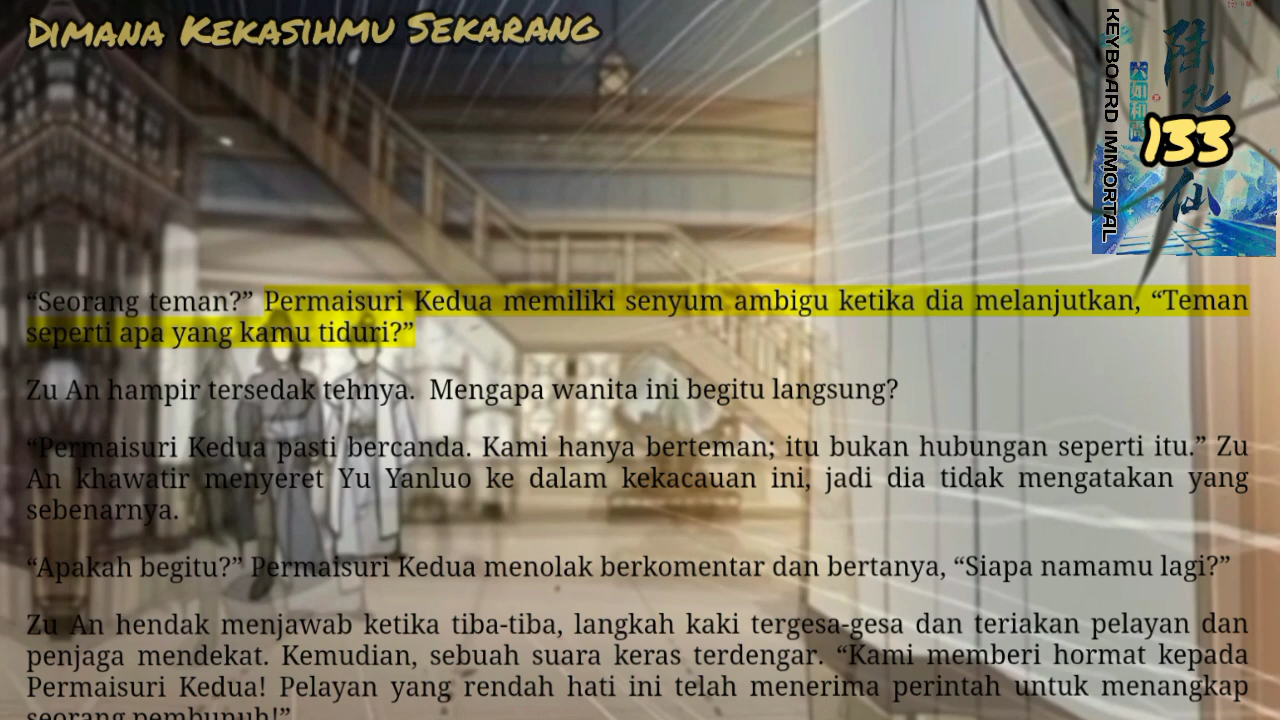 DIMANA KEKASIHMU SEKARANG
KEYBOARD IMMORTAL
133
仙
“Seorang teman?” Permaisuri Kedua memiliki senyum ambigu ketika dia melanjutkan, “Teman
seperti apa yang kamu tiduri?”
Zu An hampir tersedak tehnya. Mengapa wanita ini begitu langsung?
“Permaisuri Kedua pasti bercanda. Kami hanya berteman; itu bukan hubungan seperti itu.” Zu
An khawatir menyeret Yu Yanluo ke dalam kekacauan ini, jadi dia tidak mengatakan yang
sebenarnya.
“Apakah begitu?” Permaisuri Kedua menolak berkomentar dan bertanya, “Siapa namamu lagi?”
Zu An hendak menjawab ketika tiba-tiba, langkah kaki tergesa-gesa dan teriakan pelayan dan
penjaga mendekat. Kemudian, sebuah suara keras terdengar. “Kami memberi hormat kepada
Permaisuri Kedua! Pelayan yang rendah hati ini telah menerima perintah untuk menangkap
seorang pembunuh!”